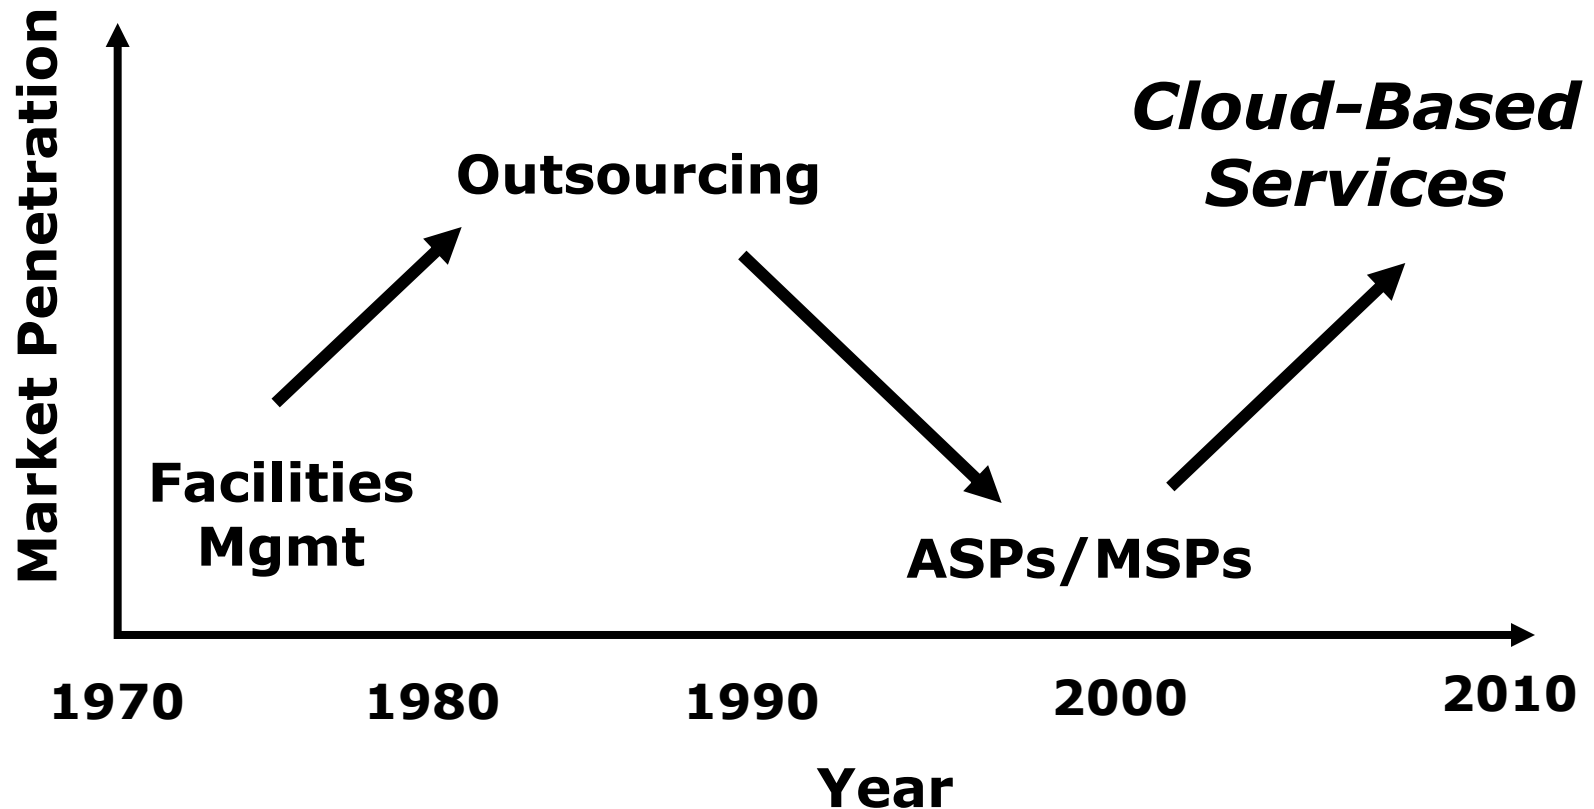 Market Penetration
Cloud-Based
Services
Outsourcing
Facilities
Mgmt
ASPs/MSPs
1970 1980 1990 2000 2010
Year